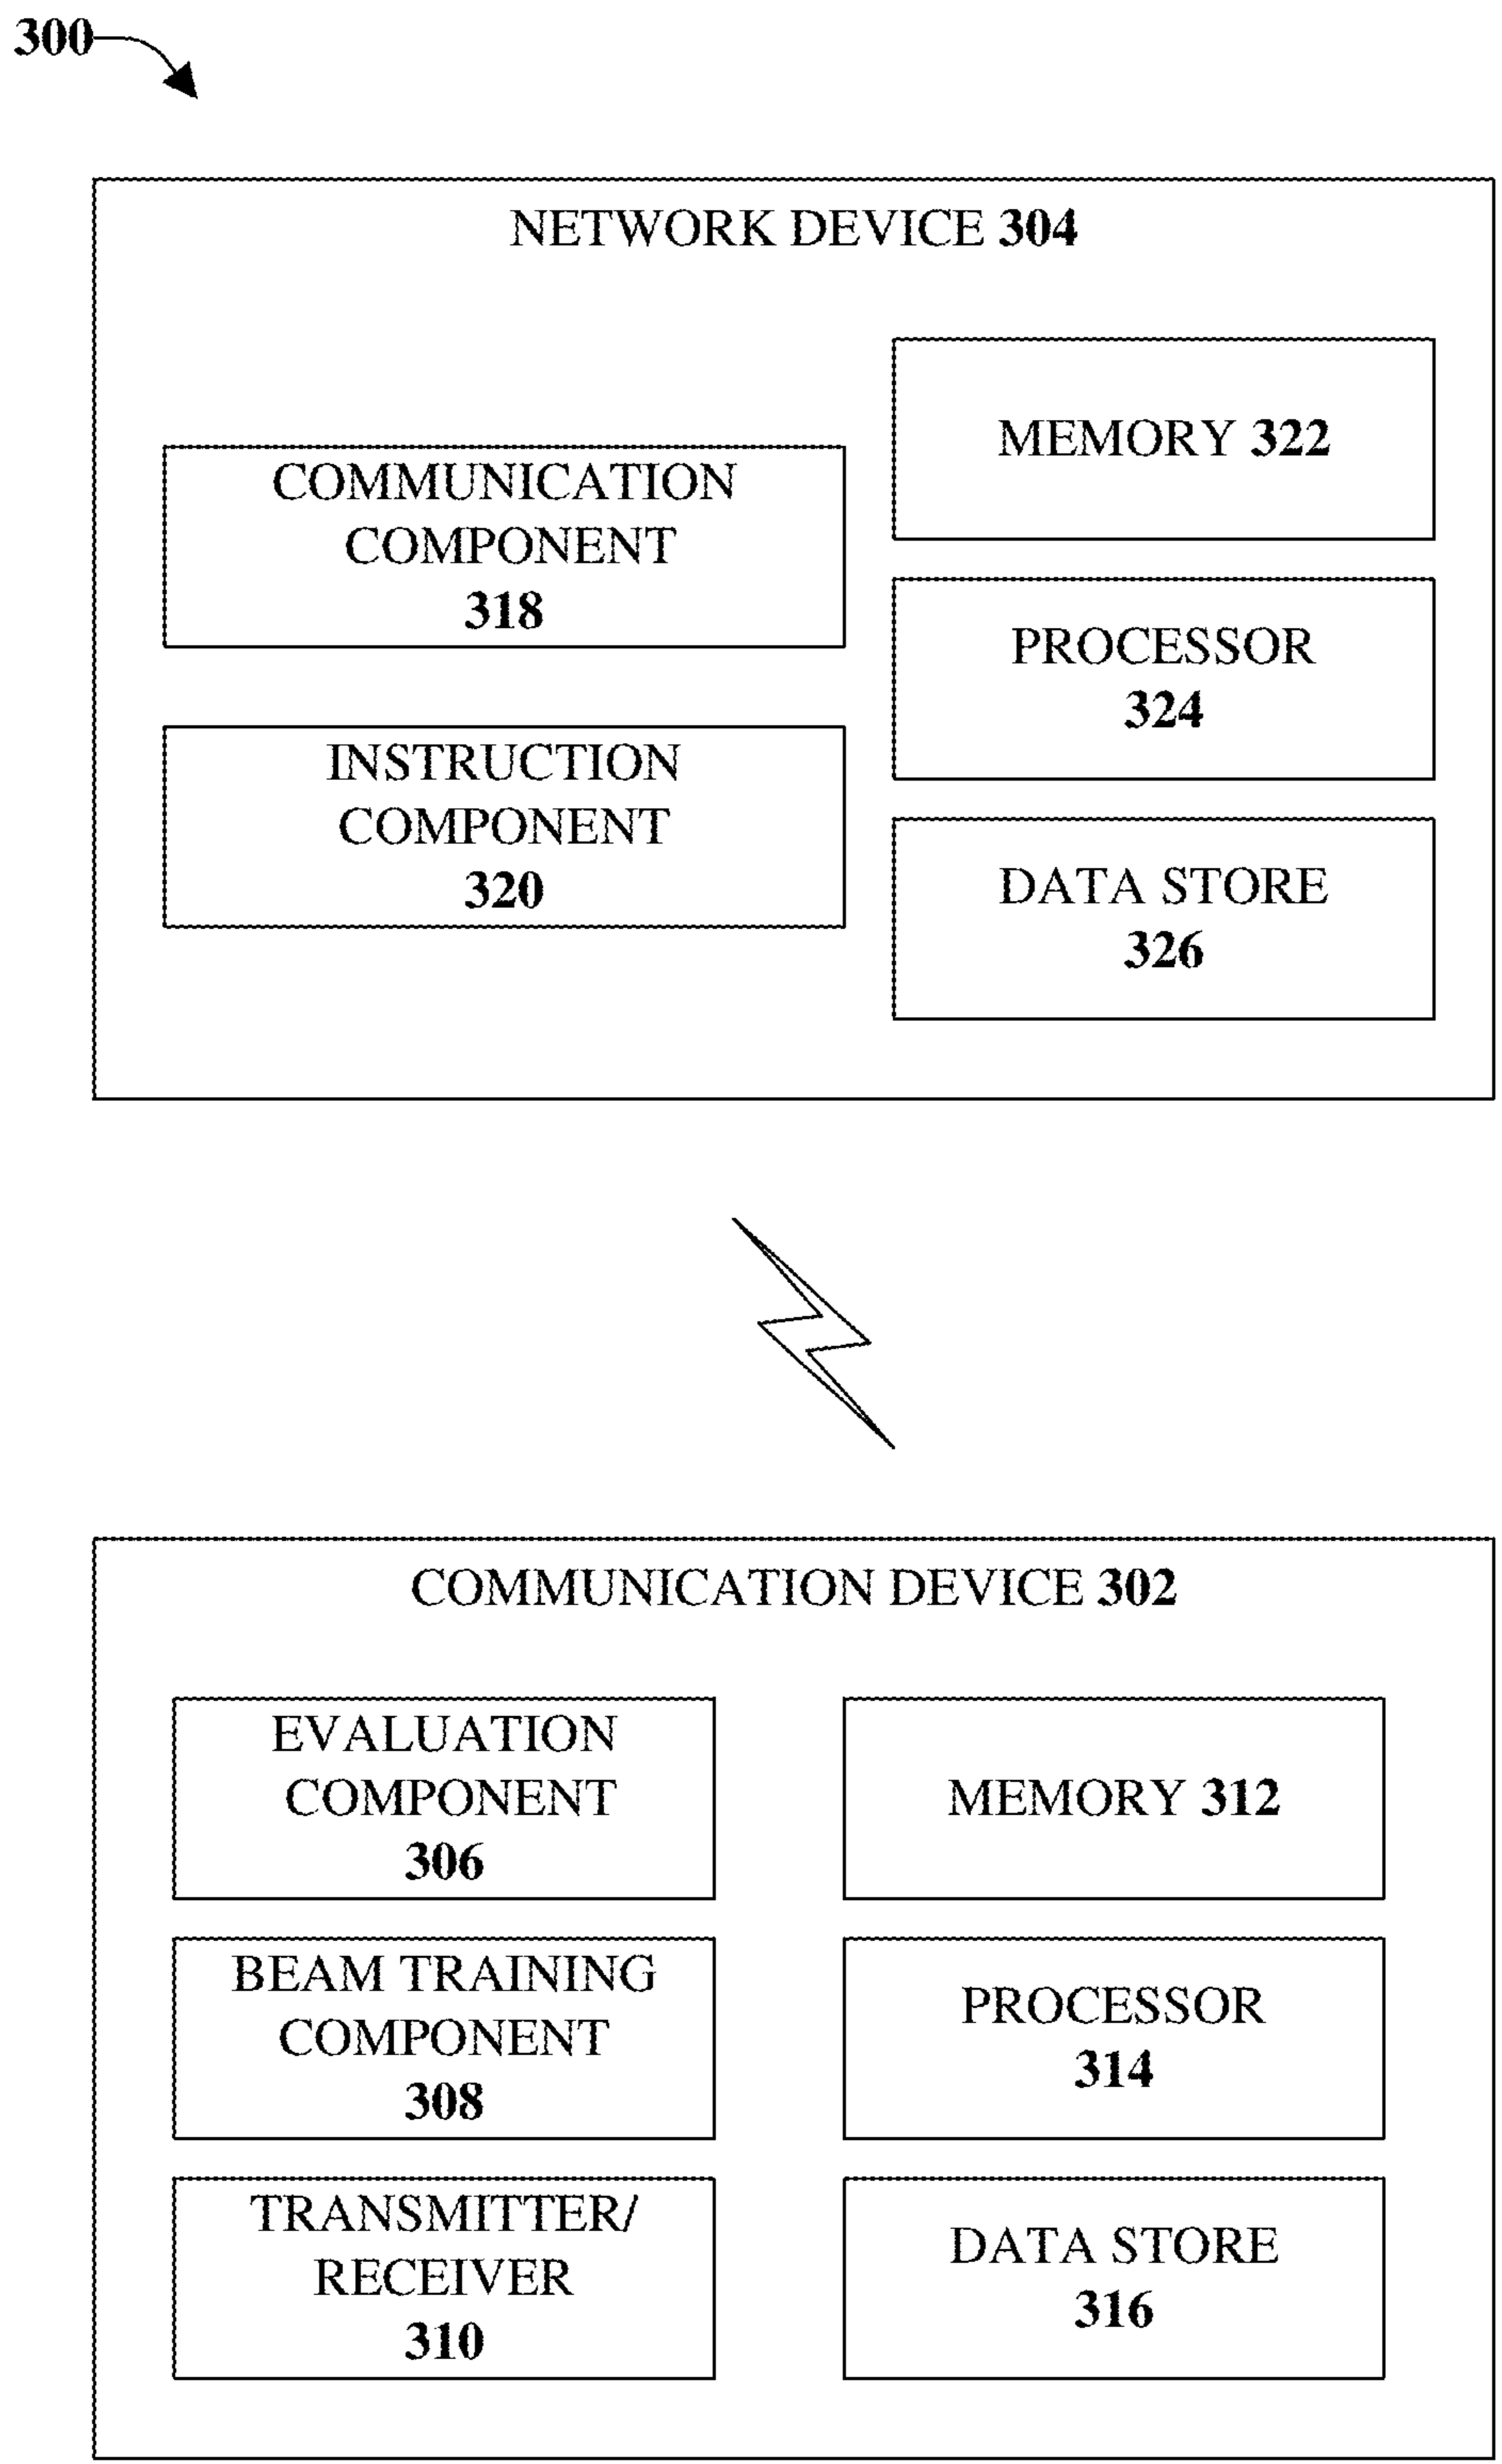 300
NETWORK DEVICE 304
COMMUNICATION
COMPONENT
318
INSTRUCTION
COMPONENT
320
MEMORY 322
PROCESSOR
324
DATA STORE
326
COMMUNICATION DEVICE 302
EVALUATION
COMPONENT
306
BEAM TRAINING
COMPONENT
308
TRANSMITTER/
RECEIVER
310
MEMORY 312
PROCESSOR
314
DATA STORE
316